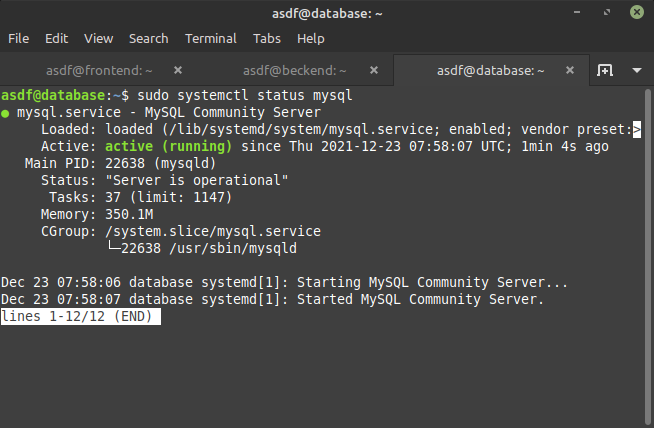 asdf@database: ~
File Edit View Search Terminal Tabs Help
asdf@frontend: ~ × asdf@beckend: ~ × asdf@database: ~ ×
asdf@database:~$ sudo systemctl status mysql
● mysql.service - MySQL Community Server
Loaded: loaded (/lib/systemd/system/mysql.service; enabled; vendor preset:>
Active: active (running) since Thu 2021-12-23 07:58:07 UTC; 1min 4s ago
Main PID: 22638 (mysqld)
Status: "Server is operational"
Tasks: 37 (limit: 1147)
Memory: 350.1M
CGroup: /system.slice/mysql.service
└─22638 /usr/sbin/mysqld
Dec 23 07:58:06 database systemd[1]: Starting MySQL Community Server...
Dec 23 07:58:07 database systemd[1]: Started MySQL Community Server.
lines 1-12/12 (END)